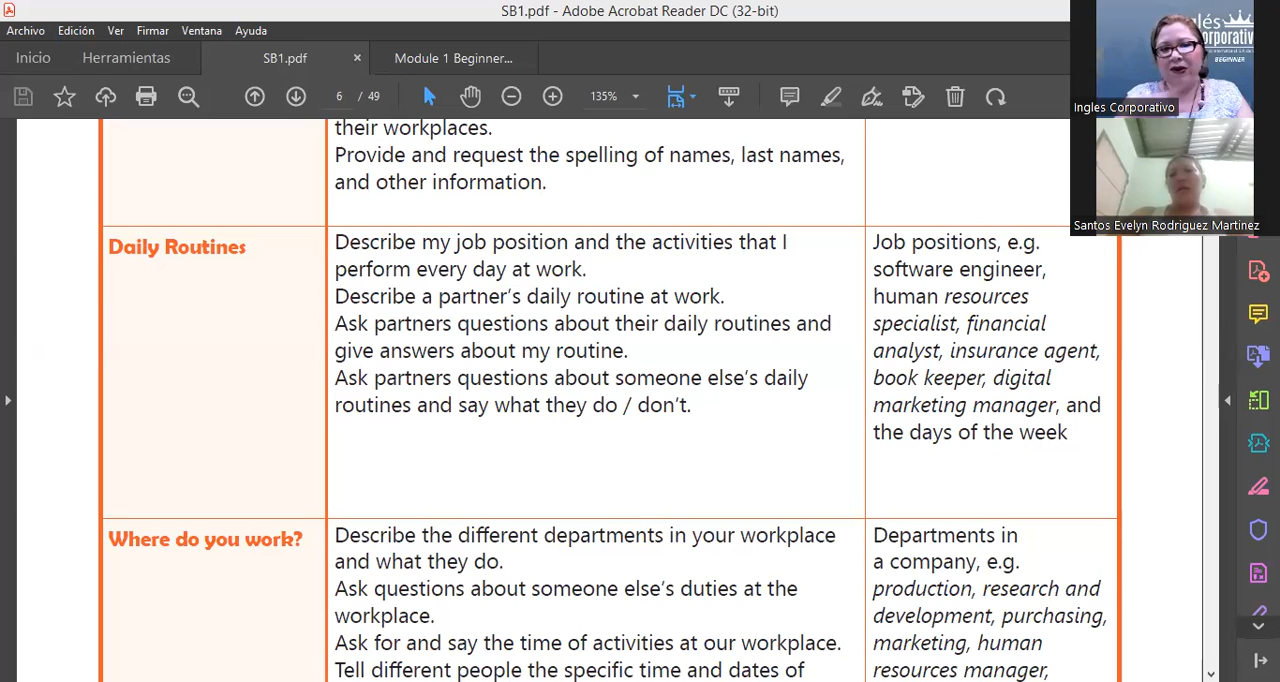 SB1.pdf - Adobe Acrobat Reader DC (32-bit)
Archivo Edición Ver Firmar Ventana Ayuda
Inicio Herramientas SB1.pdf × Module 1 Beginner...
6 / 49 135%
their workplaces.
Provide and request the spelling of names, last names,
and other information.
Daily Routines
Describe my job position and the activities that I
perform every day at work.
Describe a partner's daily routine at work.
Ask partners questions about their daily routines and
give answers about my routine.
Ask partners questions about someone else's daily
routines and say what they do / don't.
Job positions, e.g.
software engineer,
human resources
specialist, financial
analyst, insurance agent,
book keeper, digital
marketing manager, and
the days of the week
Where do you work?
Describe the different departments in your workplace
and what they do.
Ask questions about someone else's duties at the
workplace.
Ask for and say the time of activities at our workplace.
Tell different people the specific time and dates of
Departments in
a company, e.g.
production, research and
development, purchasing,
marketing, human
resources manager,
BEGINNER
Ingles Corporativo
Santos Evelyn Rodriguez Martinez